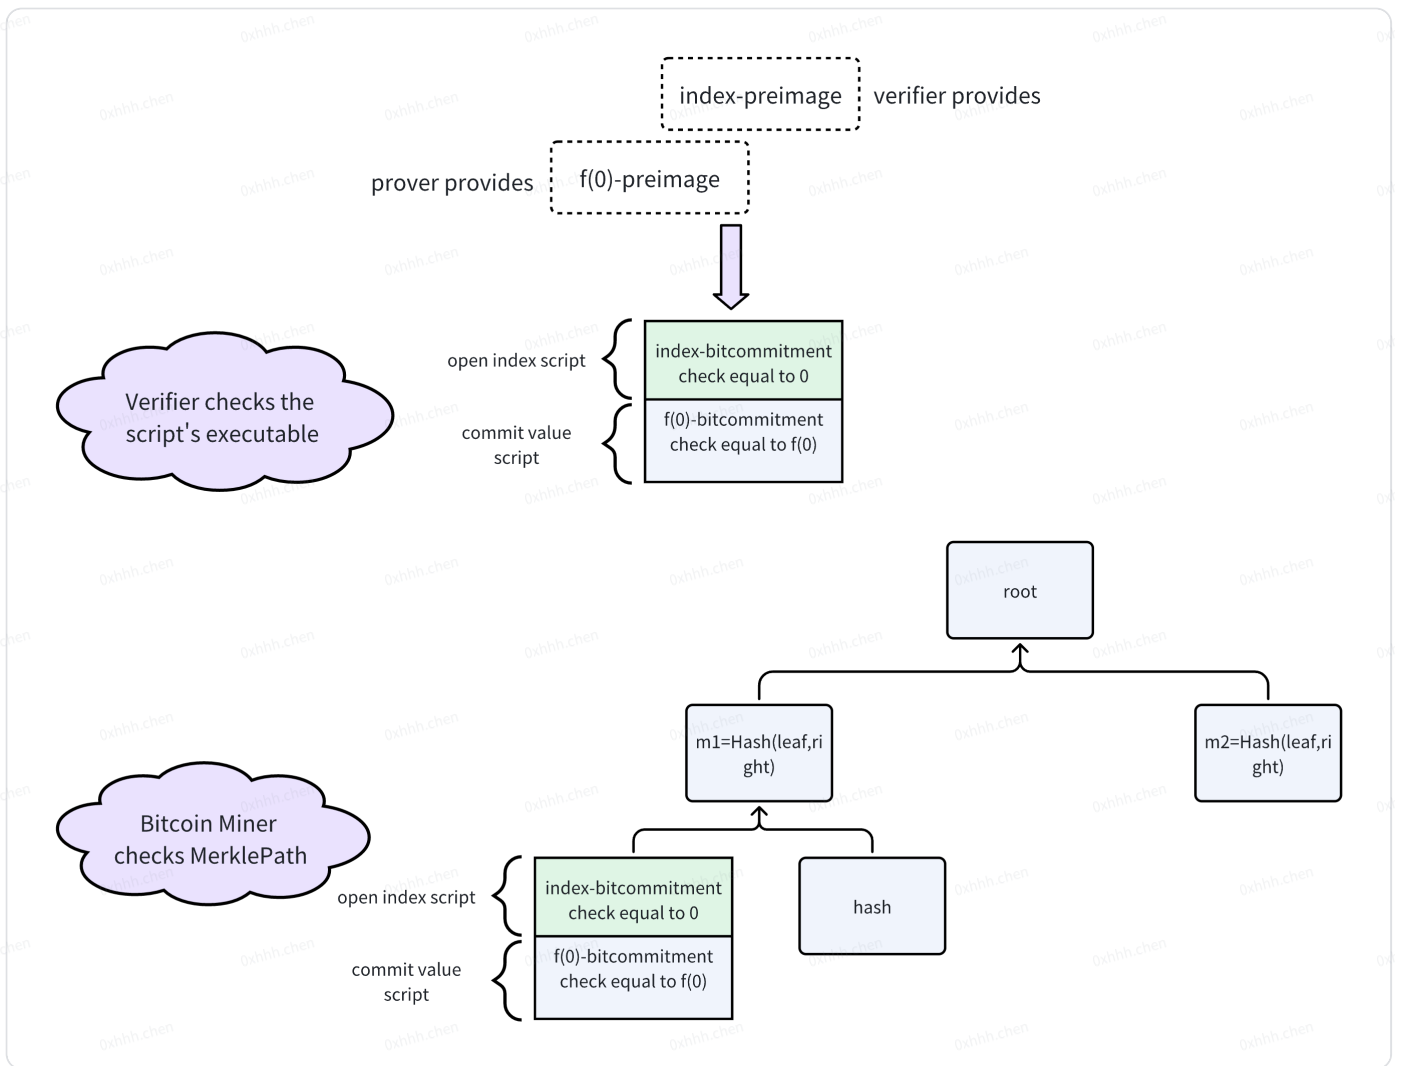 index-preimage
verifier provides
prover provides
f(0)-preimage
Verifier checks the
script's executable
open index script
index-bitcommitment
check equal to 0
commit value
script
f(0)-bitcommitment
check equal to f(0)
root
m1=Hash(leaf,ri
ght)
m2=Hash(leaf,ri
ght)
Bitcoin Miner
checks MerklePath
open index script
index-bitcommitment
check equal to 0
hash
commit value
script
f(0)-bitcommitment
check equal to f(0)
0xhhh.chen